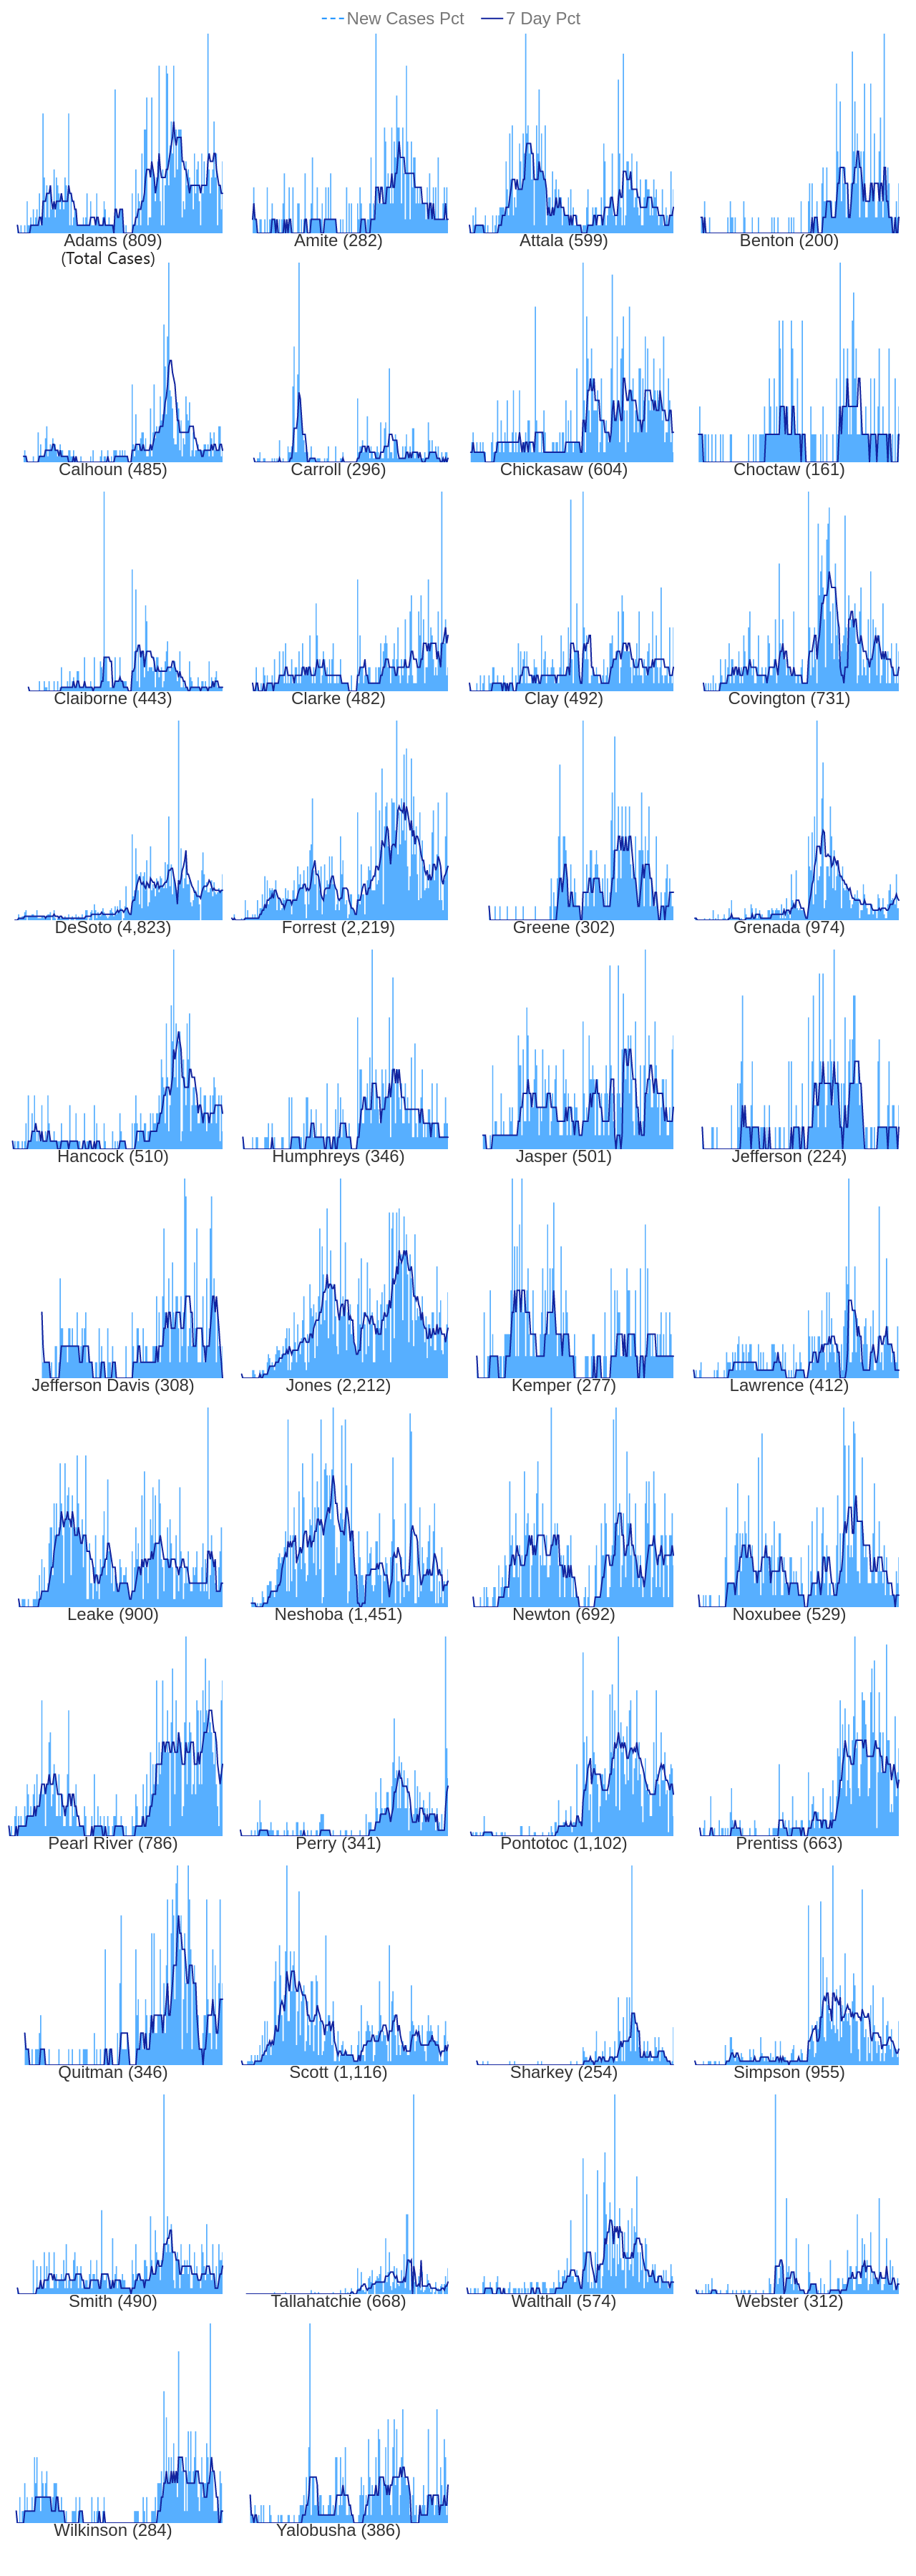 New Cases Pct 7 Day Pct
Adams (809) Amite (282) Attala (599) Benton (200)
(Total Cases)
Calhoun (485) Carroll (296) Chickasaw (604) Choctaw (161)
Claiborne (443) Clarke (482) Clay (492) Covington (731)
DeSoto (4,823) Forrest (2,219) Greene (302) Grenada (974)
Hancock (510) Humphreys (346) Jasper (501) Jefferson (224)
Jefferson Davis (308) Jones (2,212) Kemper (277) Lawrence (412)
Leake (900) Neshoba (1,451) Newton (692) Noxubee (529)
Pearl River (786) Perry (341) Pontotoc (1,102) Prentiss (663)
Quitman (346) Scott (1,116) Sharkey (254) Simpson (955)
Smith (490) Tallahatchie (668) Walthall (574) Webster (312)
Wilkinson (284) Yalobusha (386)